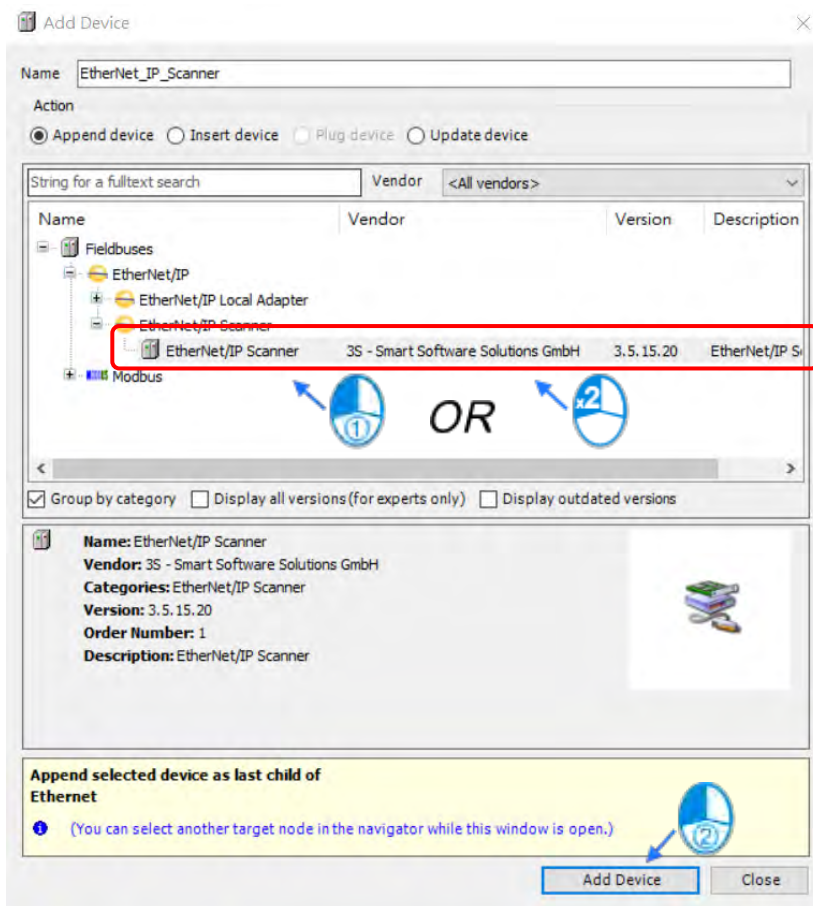 Add Device
Name EtherNet_IP_Scanner
Action
Append device Insert device Plug device Update device
String for a fulltext search Vendor <All vendors>
Name Vendor Version Description
Fieldbuses
EtherNet/IP
EtherNet/IP Local Adapter
EtherNet/IP Scanner
EtherNet/IP Scanner 3S - Smart Software Solutions GmbH 3.5.15.20 EtherNet/IP S
Modbus
① OR x2
Group by category Display all versions (for experts only) Display outdated versions
Name: EtherNet/IP Scanner
Vendor: 3S - Smart Software Solutions GmbH
Categories: EtherNet/IP Scanner
Version: 3.5.15.20
Order Number: 1
Description: EtherNet/IP Scanner
Append selected device as last child of
Ethernet
(You can select another target node in the navigator while this window is open.)
②
Add Device Close